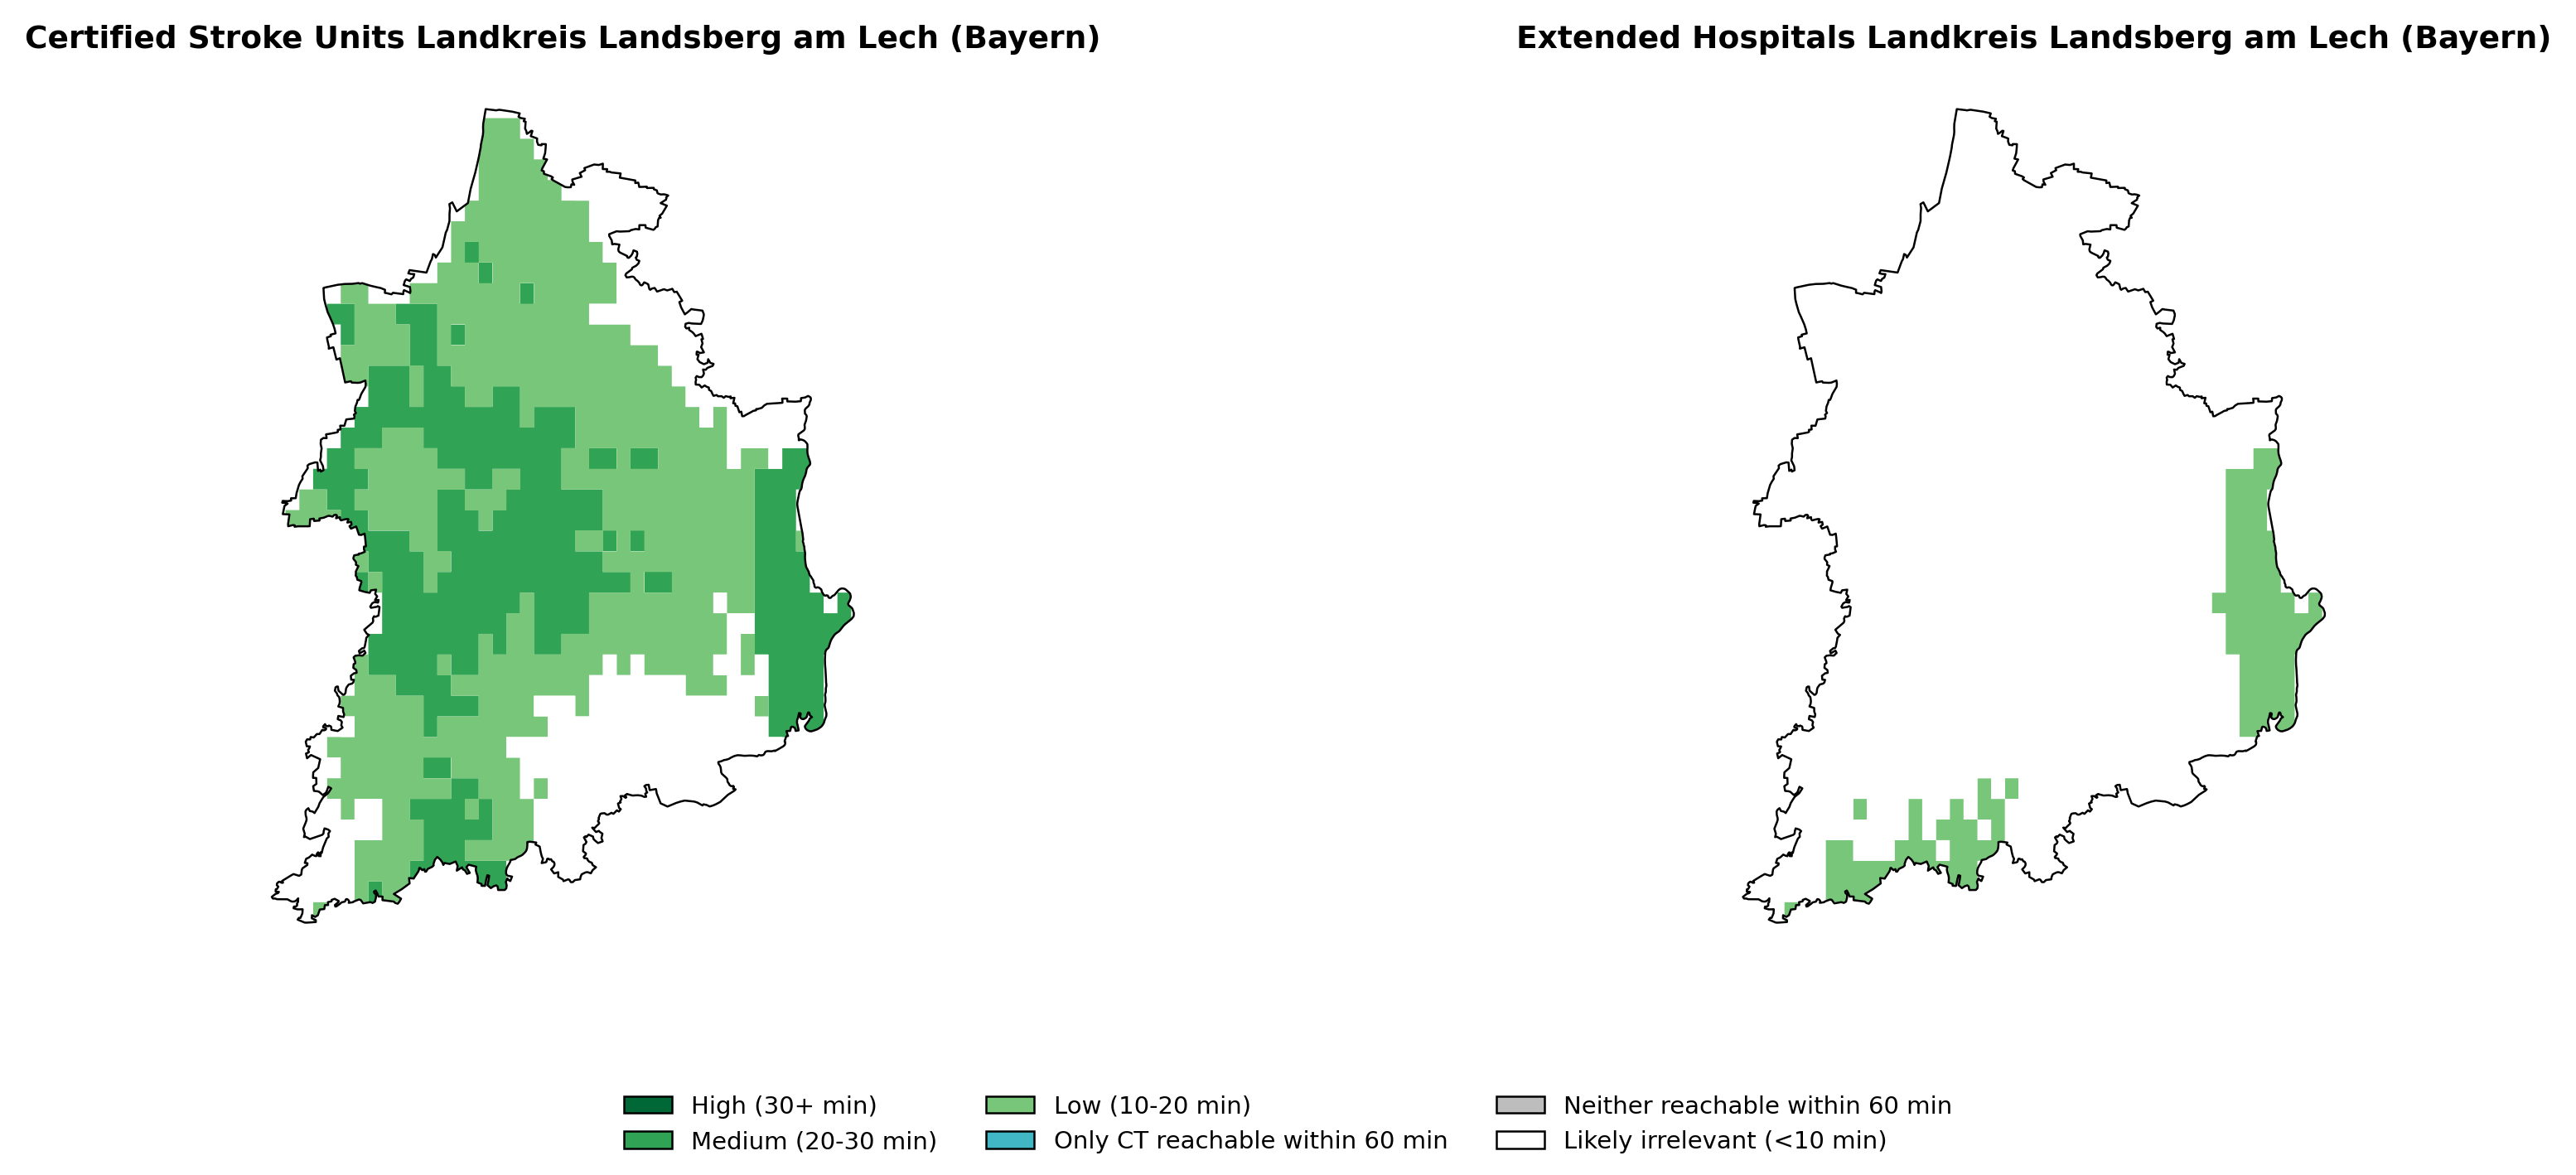 Certified Stroke Units Landkreis Landsberg am Lech (Bayern)
Extended Hospitals Landkreis Landsberg am Lech (Bayern)
High (30+ min)
Medium (20-30 min)
Low (10-20 min)
Only CT reachable within 60 min
Neither reachable within 60 min
Likely irrelevant (<10 min)